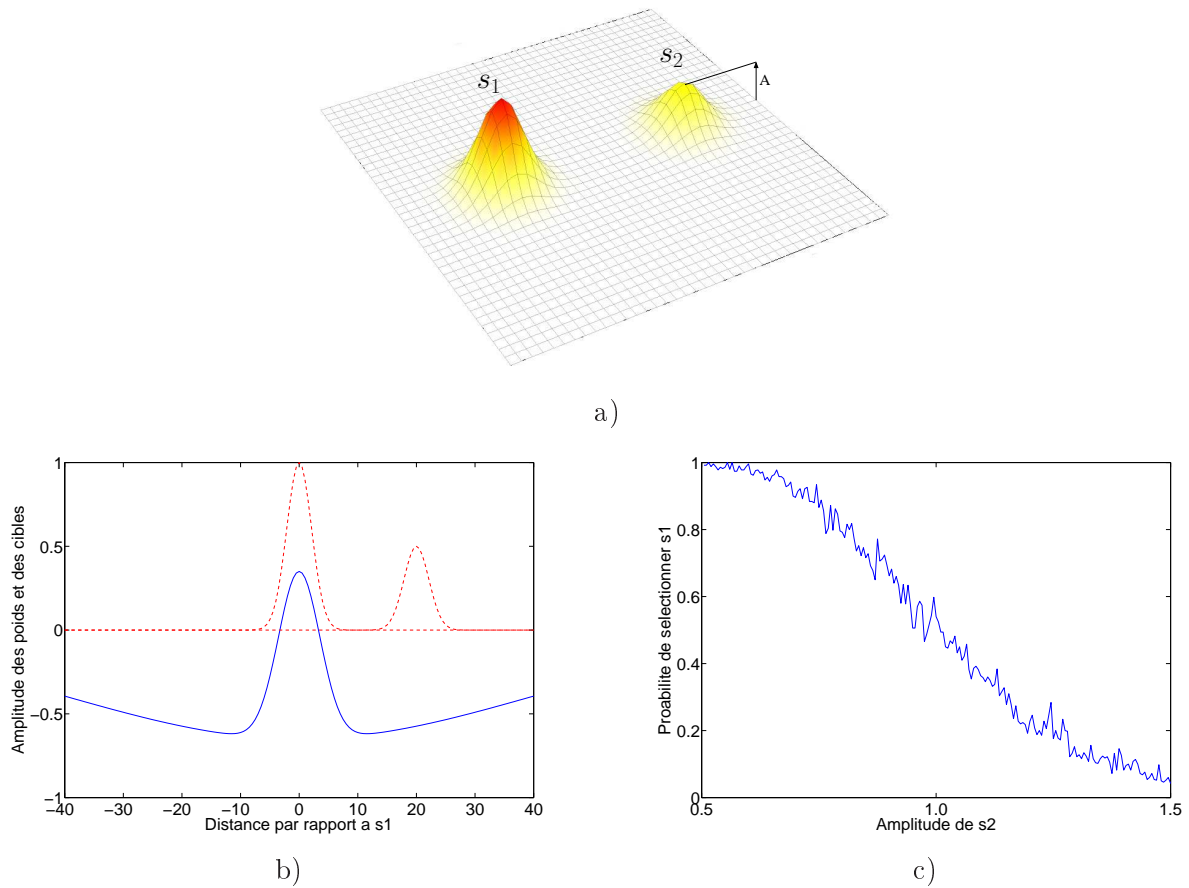 s₁
s₂
A
a)
Amplitude des poids et des cibles
1
0.5
0
−0.5
−1
−40 −30 −20 −10 0 10 20 30 40
Distance par rapport a s1
b)
Proabilite de selectionner s1
1
0.8
0.6
0.4
0.2
0
0.5 1.0 1.5
Amplitude de s2
c)